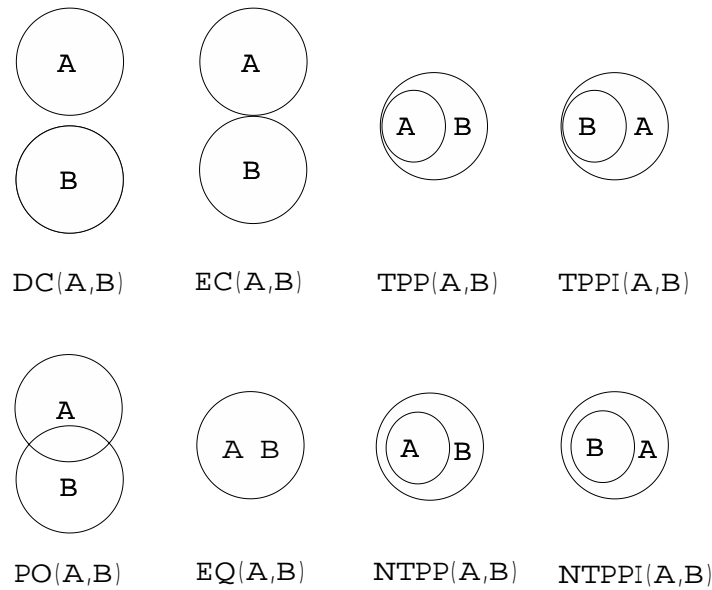 A A
A B B A
B B
DC(A,B) EC(A,B) TPP(A,B) TPPI(A,B)
A
A B A B B A
B
PO(A,B) EQ(A,B) NTPP(A,B) NTPPI(A,B)